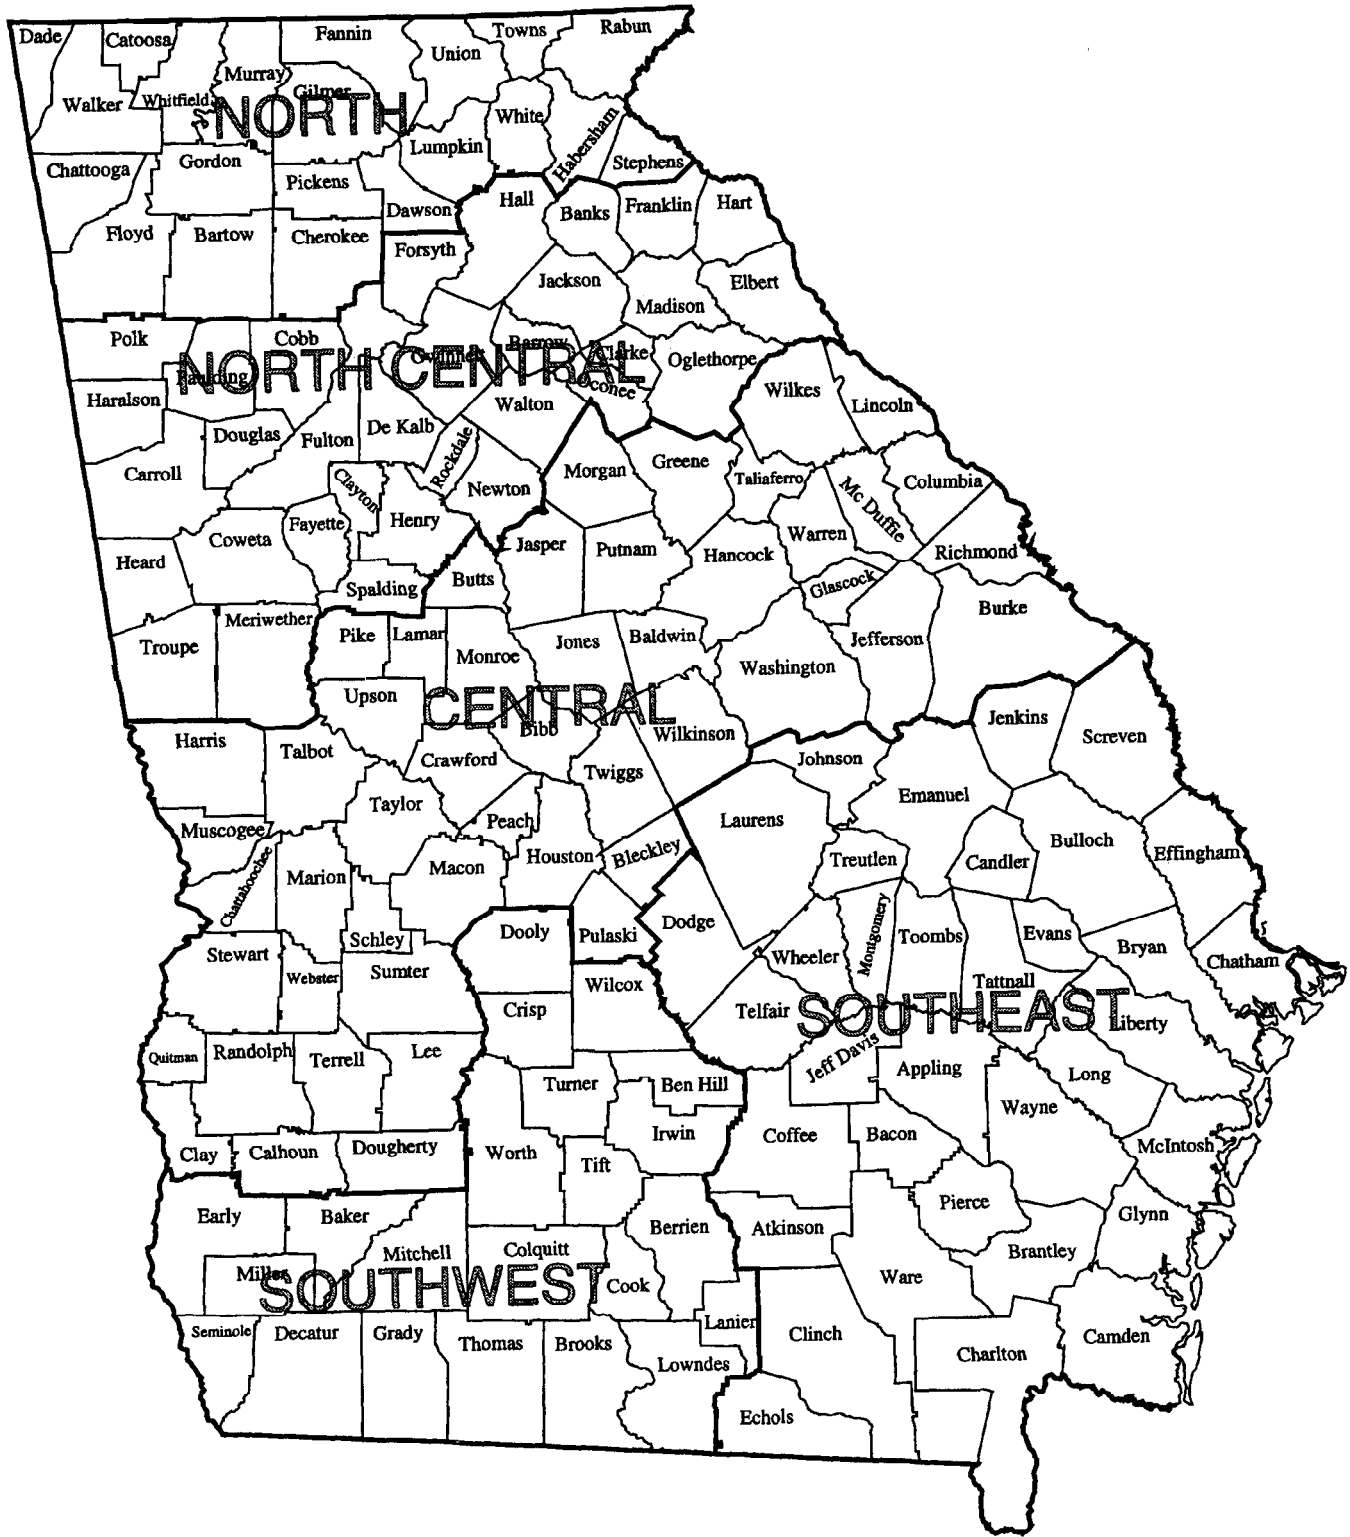 Dade
Catoosa
Fannin
Towns
Rabun
Union
Murray
Gilmer
Walker
Whitfield
NORTH
White
Habersham
Lumpkin
Stephens
Chattooga
Gordon
Pickens
Hall
Banks
Franklin
Hart
Dawson
Floyd
Bartow
Cherokee
Forsyth
Jackson
Elbert
Madison
Polk
Cobb
Barrow
Clarke
Gwinnett
Oglethorpe
NORTH CENTRAL
Paulding
Oconee
Haralson
Walton
Wilkes
Lincoln
Douglas
Fulton
De Kalb
Rockdale
Carroll
Clayton
Newton
Morgan
Greene
Taliaferro
Columbia
Mc Duffie
Heard
Coweta
Fayette
Henry
Jasper
Putnam
Hancock
Warren
Richmond
Spalding
Butts
Glascock
Burke
Troupe
Meriwether
Pike
Lamar
Monroe
Jones
Baldwin
Jefferson
Washington
Upson
CENTRAL
Bibb
Wilkinson
Jenkins
Screven
Harris
Talbot
Crawford
Twiggs
Johnson
Taylor
Emanuel
Muscogee
Peach
Laurens
Bulloch
Chattahoochee
Marion
Macon
Houston
Bleckley
Treutlen
Candler
Effingham
Stewart
Schley
Dooly
Pulaski
Dodge
Montgomery
Toombs
Evans
Bryan
Webster
Sumter
Wilcox
Wheeler
Tattnall
Chatham
Crisp
Telfair
SOUTHEAST
Liberty
Quitman
Randolph
Terrell
Lee
Turner
Ben Hill
Jeff Davis
Appling
Long
Wayne
Clay
Calhoun
Dougherty
Worth
Tift
Irwin
Coffee
Bacon
McIntosh
Early
Baker
Mitchell
Colquitt
Berrien
Atkinson
Pierce
Glynn
Miller
SOUTHWEST
Cook
Ware
Brantley
Seminole
Decatur
Grady
Thomas
Brooks
Lanier
Clinch
Charlton
Camden
Lowndes
Echols